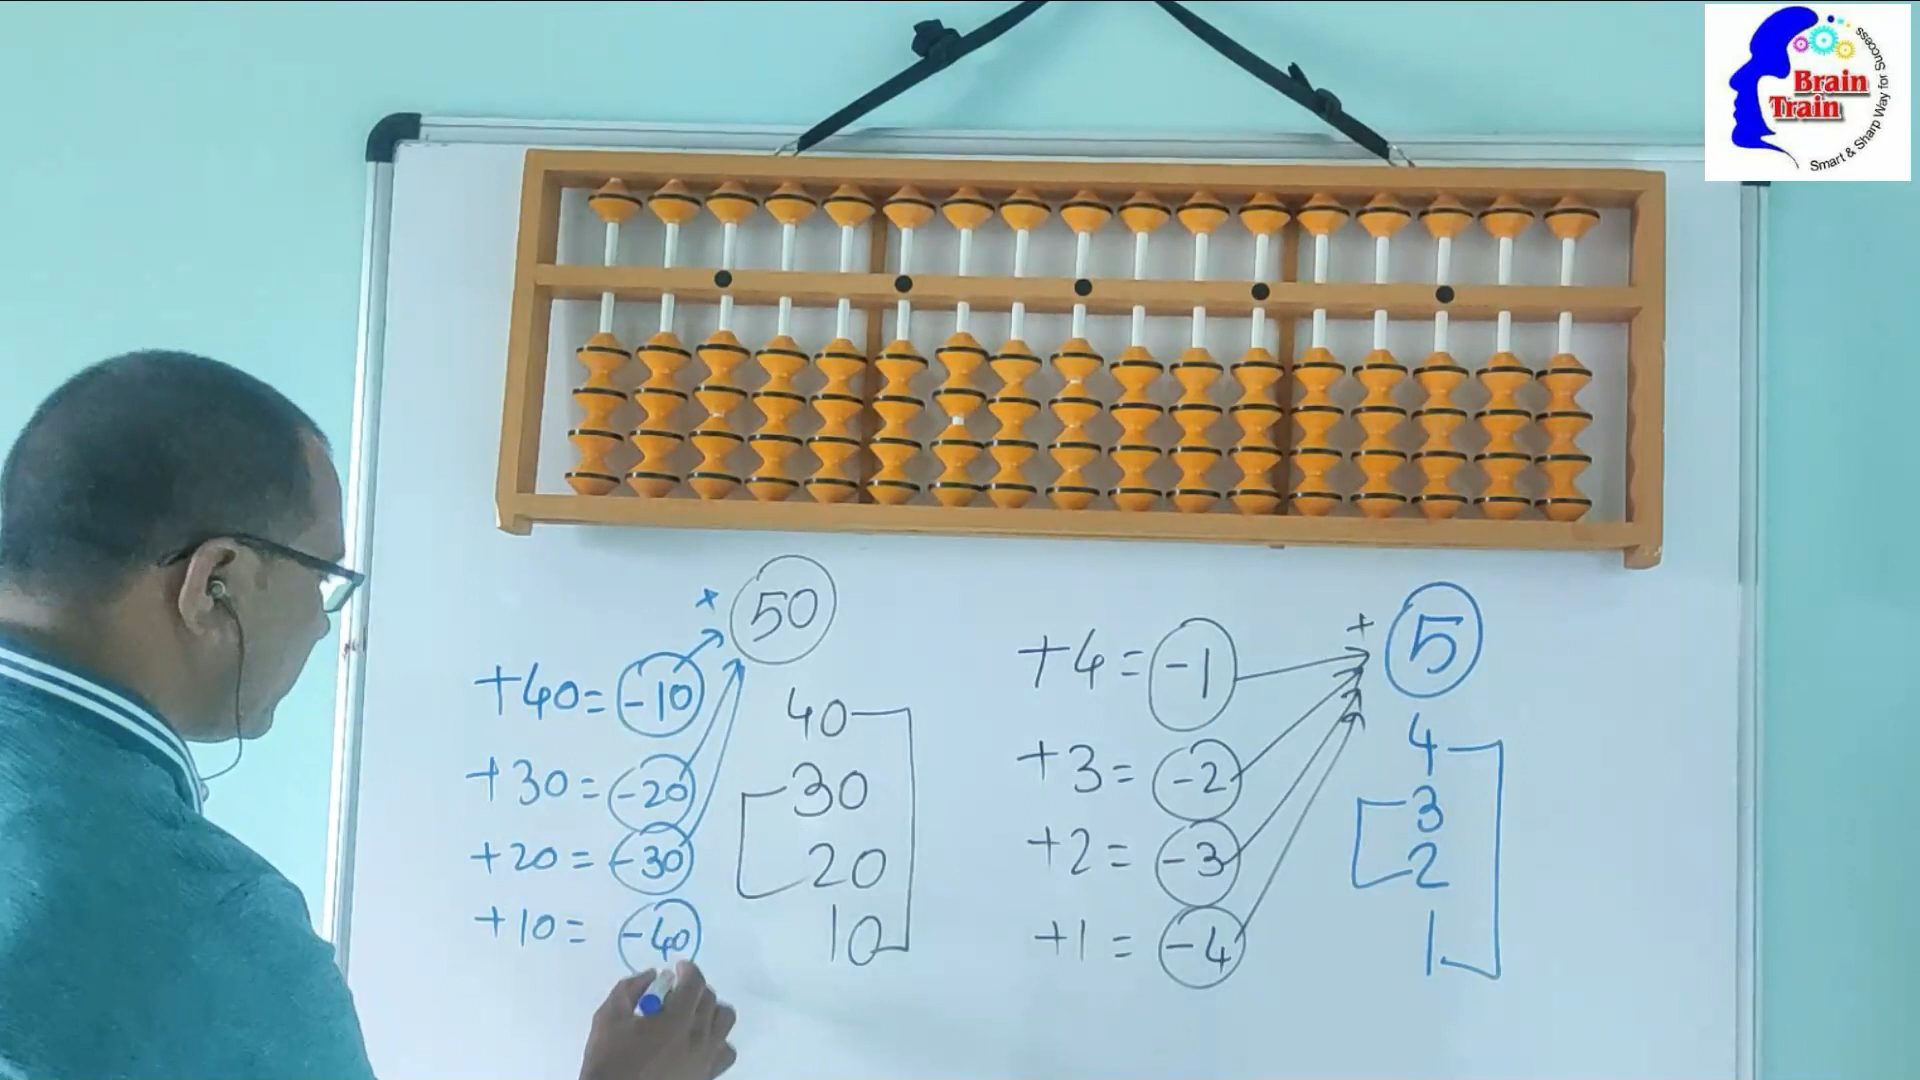 Brain
Train
Smart & Sharp Way for Success
+ 50
+40 = -10
+30 = -20
+20 = -30
+10 = -40
40
30
20
10
+ 5
+4 = -1
+3 = -2
+2 = -3
+1 = -4
4
3
2
1